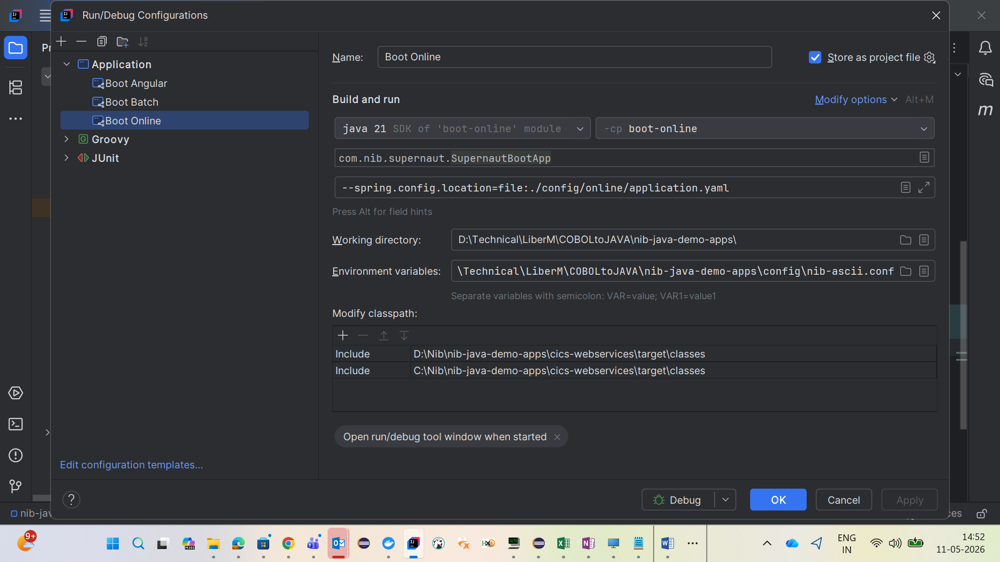 Run/Debug Configurations
Application
Boot Angular
Boot Batch
Boot Online
Groovy
JUnit
Edit configuration templates...
Name: Boot Online
Store as project file
Build and run
Modify options Alt+M
java 21 SDK of 'boot-online' module
-cp boot-online
com.nib.supernaut.SupernautBootApp
--spring.config.location=file:./config/online/application.yaml
Press Alt for field hints
Working directory: D:\Technical\LiberM\COBOLtoJAVA\nib-java-demo-apps\
Environment variables: \Technical\LiberM\COBOLtoJAVA\nib-java-demo-apps\config\nib-ascii.conf
Separate variables with semicolon: VAR=value; VAR1=value1
Modify classpath:
Include D:\Nib\nib-java-demo-apps\cics-webservices\target\classes
Include C:\Nib\nib-java-demo-apps\cics-webservices\target\classes
Open run/debug tool window when started
Debug
OK
Cancel
Apply
nib-jav
9+
ENG
IN
14:52
11-05-2026